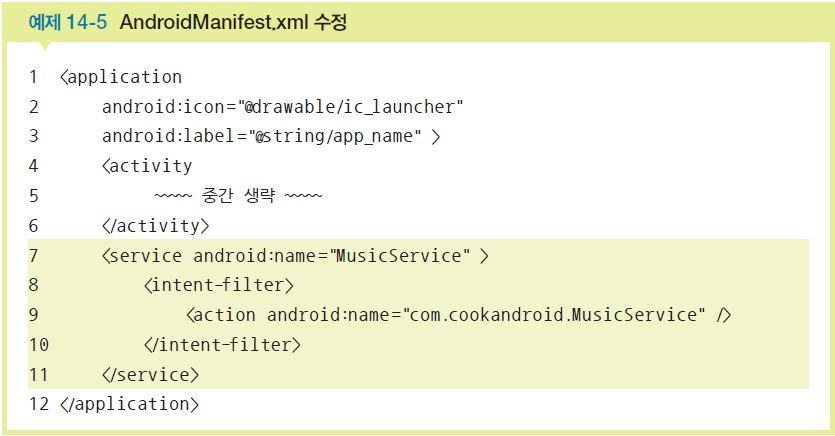 예제 14-5 AndroidManifest.xml 수정
1 <application
2 android:icon="@drawable/ic_launcher"
3 android:label="@string/app_name" >
4 <activity
5 ~~~~~ 중간 생략 ~~~~~
6 </activity>
7 <service android:name="MusicService" >
8 <intent-filter>
9 <action android:name="com.cookandroid.MusicService" />
10 </intent-filter>
11 </service>
12 </application>